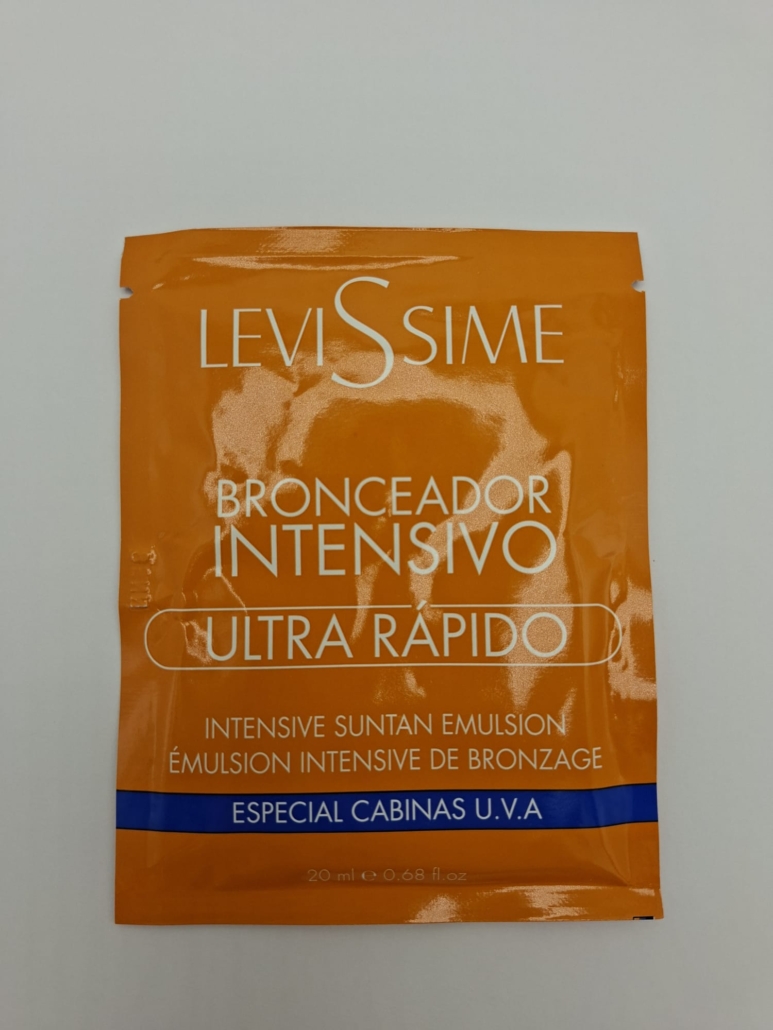 LEVISSIME
BRONCEADOR
INTENSIVO
ULTRA RÁPIDO
INTENSIVE SUNTAN EMULSION
ÉMULSION INTENSIVE DE BRONZAGE
ESPECIAL CABINAS U.V.A
20 ml e 0.68 fl.oz